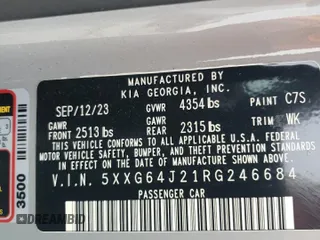 MANUFACTURED BY
KIA GEORGIA, INC.
SEP/12/23 GVWR 4354 lbs PAINT C7S
GAWR FRONT 2513 lbs GAWR REAR 2315 lbs TRIM WK
THIS VEHICLE CONFORMS TO ALL APPLICABLE U.S.
FEDERAL MOTOR VEHICLE SAFETY, BUMPER, AND THEFT
PREVENTION STANDARDS IN EFFECT ON THE DATE OF
MANUFACTURE SHOWN ABOVE.
V.I.N. 5XXG64J21RG246684
PASSENGER CAR
3500
DREAMBID